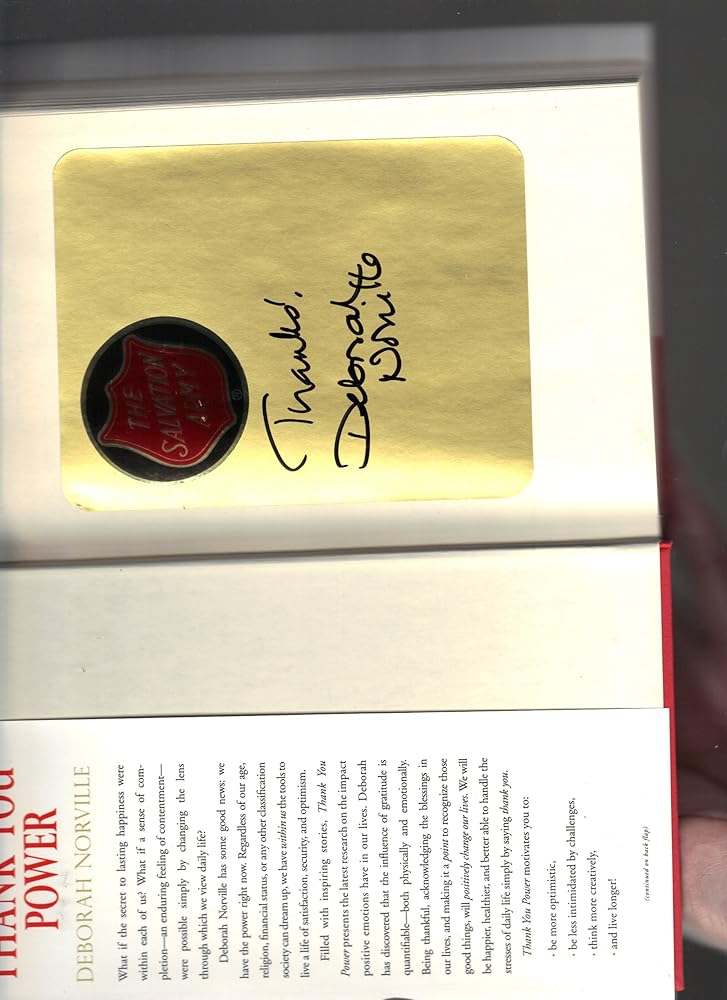 THANK YOU
POWER
DEBORAH NORVILLE
What if the secret to lasting happiness were
within each of us? What if a sense of com-
pletion—an enduring feeling of contentment—
were possible simply by changing the lens
through which we view daily life?
Deborah Norville has some good news: we
have the power right now. Regardless of our age,
religion, financial status, or any other classification
society can dream up, we have within us the tools to
live a life of satisfaction, security, and optimism.
Filled with inspiring stories, Thank You
Power presents the latest research on the impact
positive emotions have in our lives. Deborah
has discovered that the influence of gratitude is
quantifiable—both physically and emotionally.
Being thankful, acknowledging the blessings in
our lives, and making it a point to recognize those
good things, will positively change our lives. We will
be happier, healthier, and better able to handle the
stresses of daily life simply by saying thank you.
Thank You Power motivates you to:
· be more optimistic,
· be less intimidated by challenges,
· think more creatively,
· and live longer!
(continued on back flap)
THE
SALVATION
ARMY
®
Thanks!
Deborah